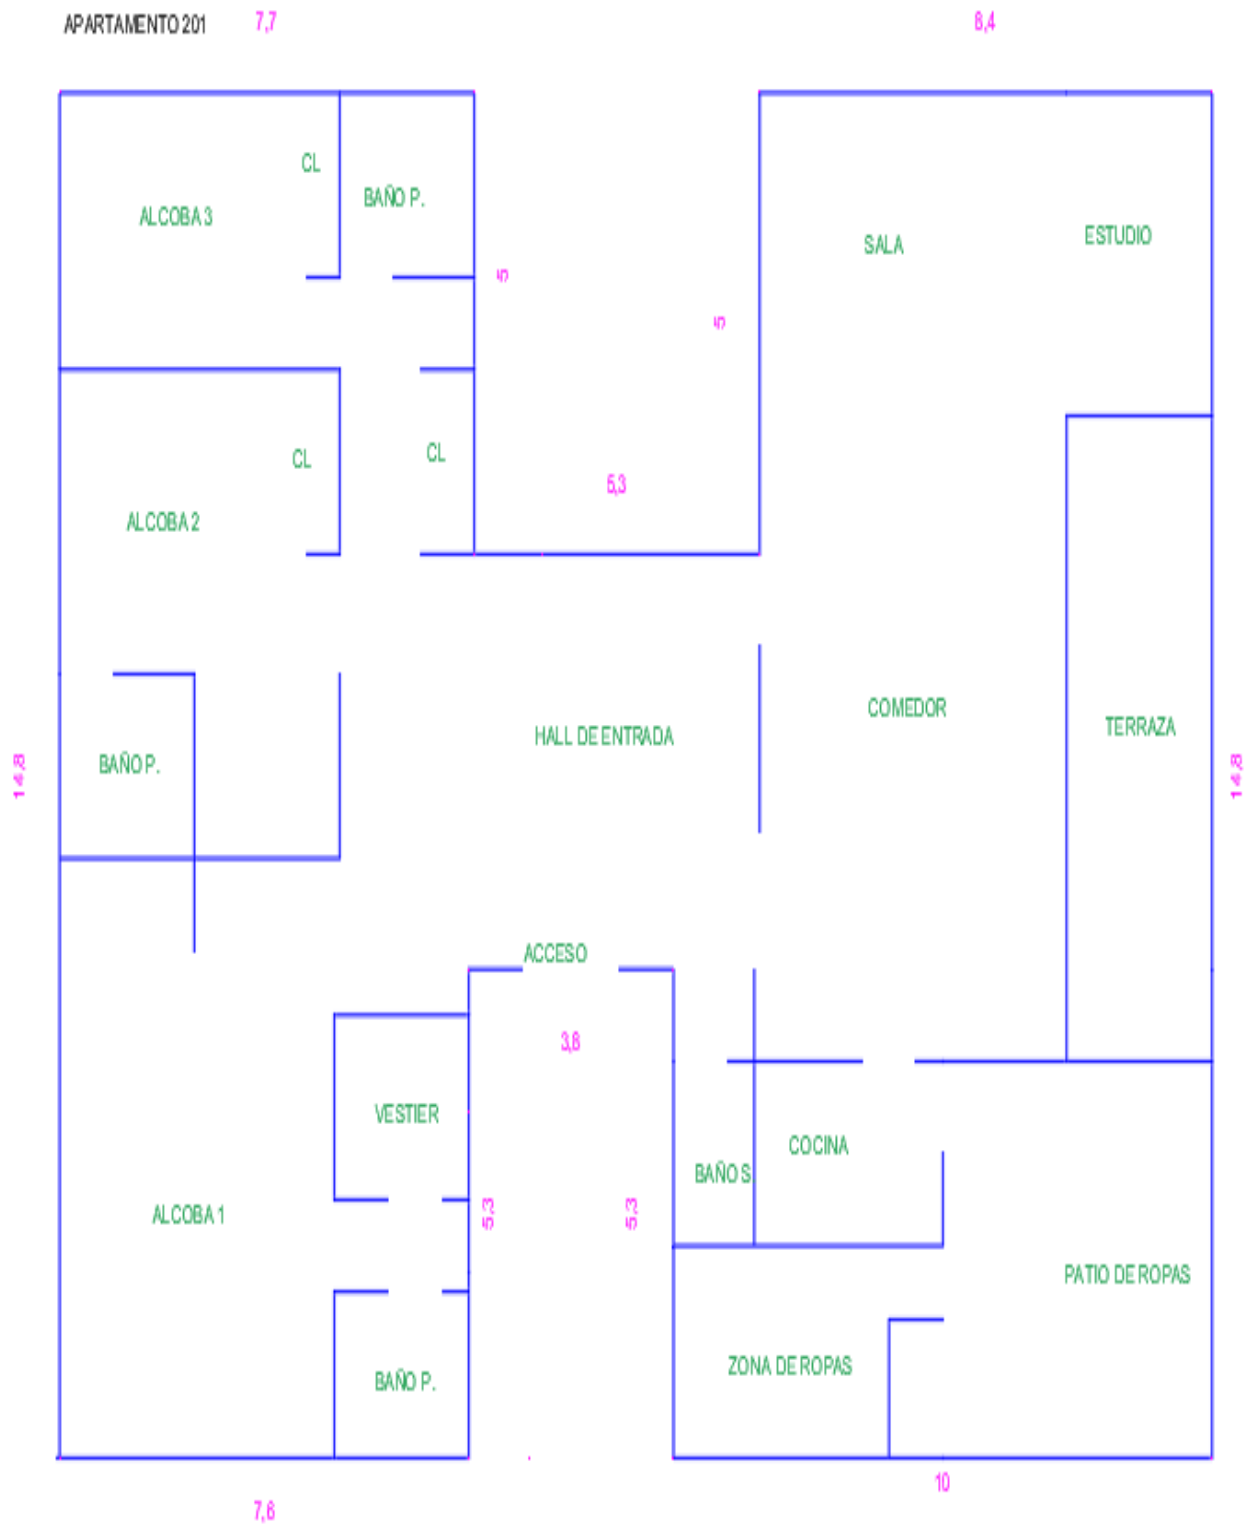 APARTAMENTO 201
7,7
8,4
CL
BAÑO P.
ALCOBA 3
SALA
ESTUDIO
5
5
CL
CL
5,3
ALCOBA 2
COMEDOR
TERRAZA
HALL DE ENTRADA
BAÑO P.
14,8
14,8
ACCESO
3,8
VESTIER
COCINA
BAÑO S
ALCOBA 1
5,3
5,3
PATIO DE ROPAS
ZONA DE ROPAS
BAÑO P.
10
7,6